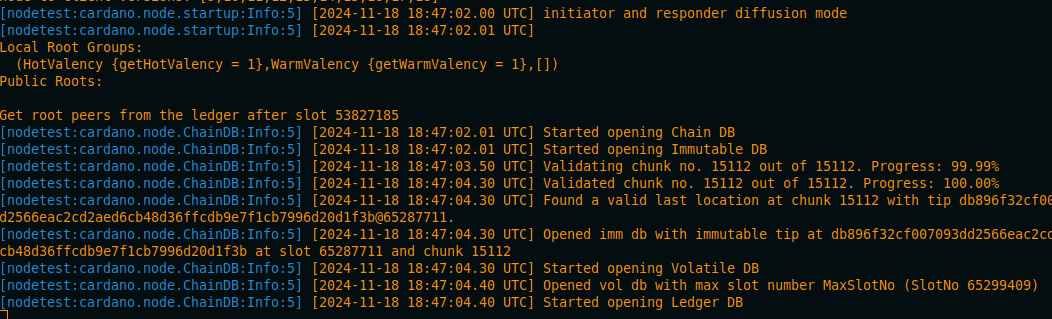 [nodetest:cardano.node.startup:Info:5] [2024-11-18 18:47:02.00 UTC] initiator and responder diffusion mode
[nodetest:cardano.node.startup:Info:5] [2024-11-18 18:47:02.01 UTC]
Local Root Groups:
  (HotValency {getHotValency = 1},WarmValency {getWarmValency = 1},[])
Public Roots:

Get root peers from the ledger after slot 53827185
[nodetest:cardano.node.ChainDB:Info:5] [2024-11-18 18:47:02.01 UTC] Started opening Chain DB
[nodetest:cardano.node.ChainDB:Info:5] [2024-11-18 18:47:02.01 UTC] Started opening Immutable DB
[nodetest:cardano.node.ChainDB:Info:5] [2024-11-18 18:47:03.50 UTC] Validating chunk no. 15112 out of 15112. Progress: 99.99%
[nodetest:cardano.node.ChainDB:Info:5] [2024-11-18 18:47:04.30 UTC] Validated chunk no. 15112 out of 15112. Progress: 100.00%
[nodetest:cardano.node.ChainDB:Info:5] [2024-11-18 18:47:04.30 UTC] Found a valid last location at chunk 15112 with tip db896f32cf00
d2566eac2cd2aed6cb48d36ffcdb9e7f1cb7996d20d1f3b@65287711.
[nodetest:cardano.node.ChainDB:Info:5] [2024-11-18 18:47:04.30 UTC] Opened imm db with immutable tip at db896f32cf007093dd2566eac2cd
cb48d36ffcdb9e7f1cb7996d20d1f3b at slot 65287711 and chunk 15112
[nodetest:cardano.node.ChainDB:Info:5] [2024-11-18 18:47:04.30 UTC] Started opening Volatile DB
[nodetest:cardano.node.ChainDB:Info:5] [2024-11-18 18:47:04.40 UTC] Opened vol db with max slot number MaxSlotNo (SlotNo 65299409)
[nodetest:cardano.node.ChainDB:Info:5] [2024-11-18 18:47:04.40 UTC] Started opening Ledger DB